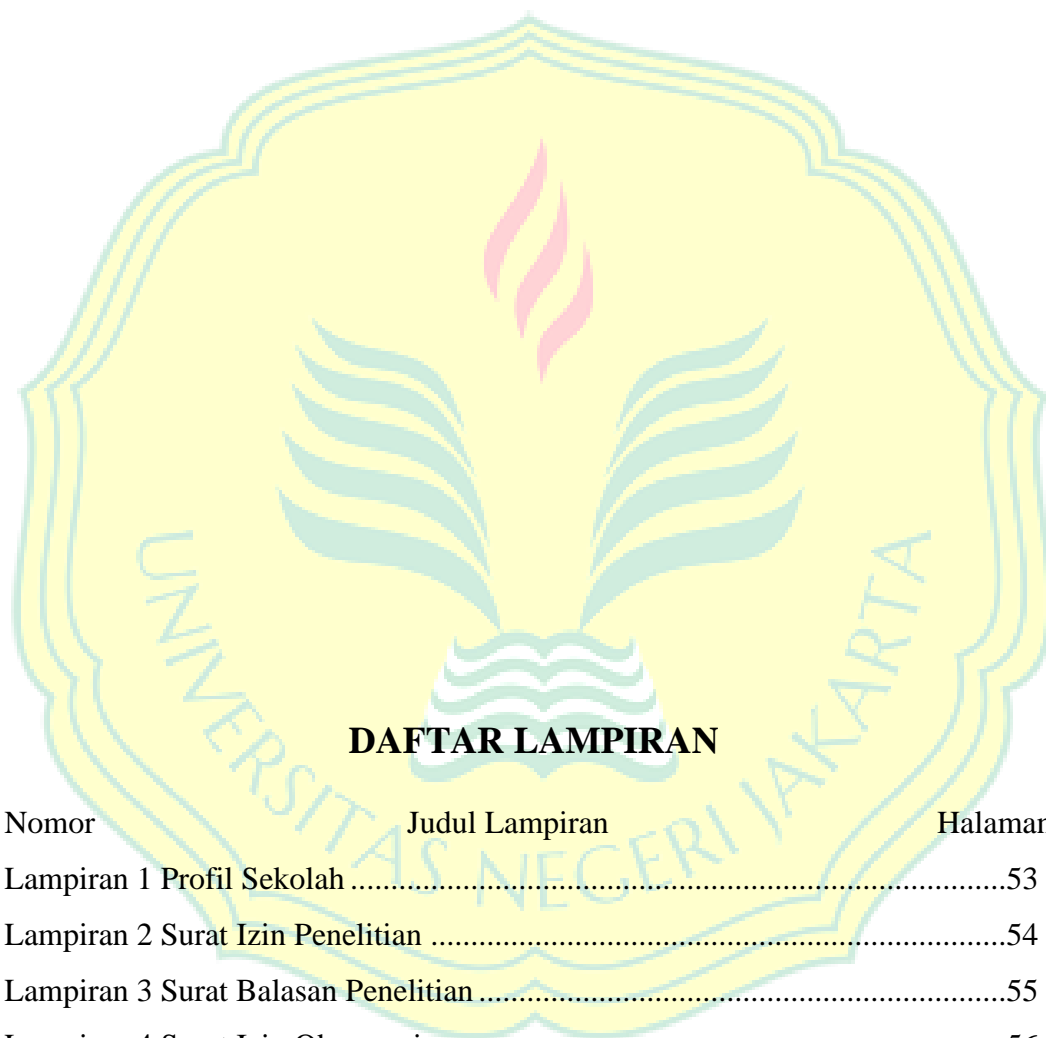 UNIVERSITAS NEGERI JAKARTA
DAFTAR LAMPIRAN
Nomor Judul Lampiran Halaman
Lampiran 1 Profil Sekolah ......................................................................................53
Lampiran 2 Surat Izin Penelitian ............................................................................54
Lampiran 3 Surat Balasan Penelitian ......................................................................55